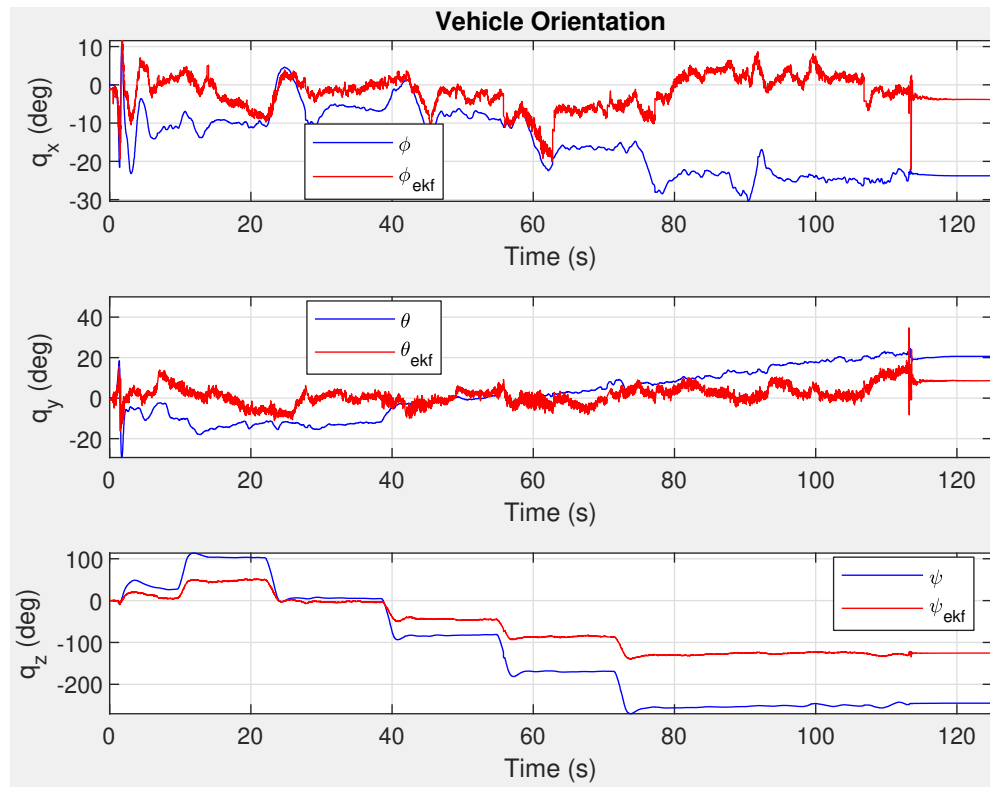 Vehicle Orientation
10
0
-10
-20
-30
q_x (deg)
ϕ
ϕ_ekf
0 20 40 60 80 100 120
Time (s)
40
20
0
-20
q_y (deg)
θ
θ_ekf
0 20 40 60 80 100 120
Time (s)
100
0
-100
-200
q_z (deg)
ψ
ψ_ekf
0 20 40 60 80 100 120
Time (s)